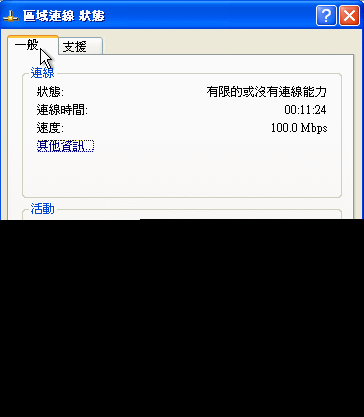 區域連線 狀態
一般
支援
連線
狀態: 有限的或沒有連線能力
連線時間: 00:11:24
速度: 100.0 Mbps
其他資訊
活動